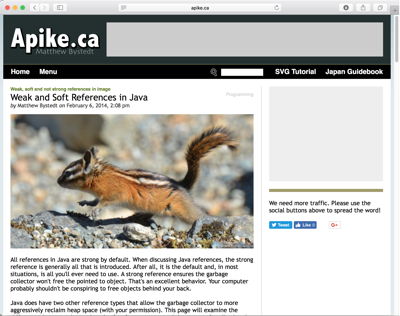 apike.ca
Apike.ca
Matthew Bystedt
Home Menu SVG Tutorial Japan Guidebook
Weak, soft and not strong references in image
Programming
Weak and Soft References in Java
by Matthew Bystedt on February 6, 2014, 2:08 pm
We need more traffic. Please use
the social buttons above to spread the word!
Tweet Like 0 G+
All references in Java are strong by default. When discussing Java references, the strong
reference is generally all that is introduced. After all, it is the default and, in most
situations, is all you'll ever need to use. A strong reference ensures the garbage
collector won't free the pointed to object. That's an excellent behavior. Your computer
probably shouldn't be conspiring to free objects behind your back.
Java does have two other reference types that allow the garbage collector to more
aggressively reclaim heap space (with your permission). This page will examine the